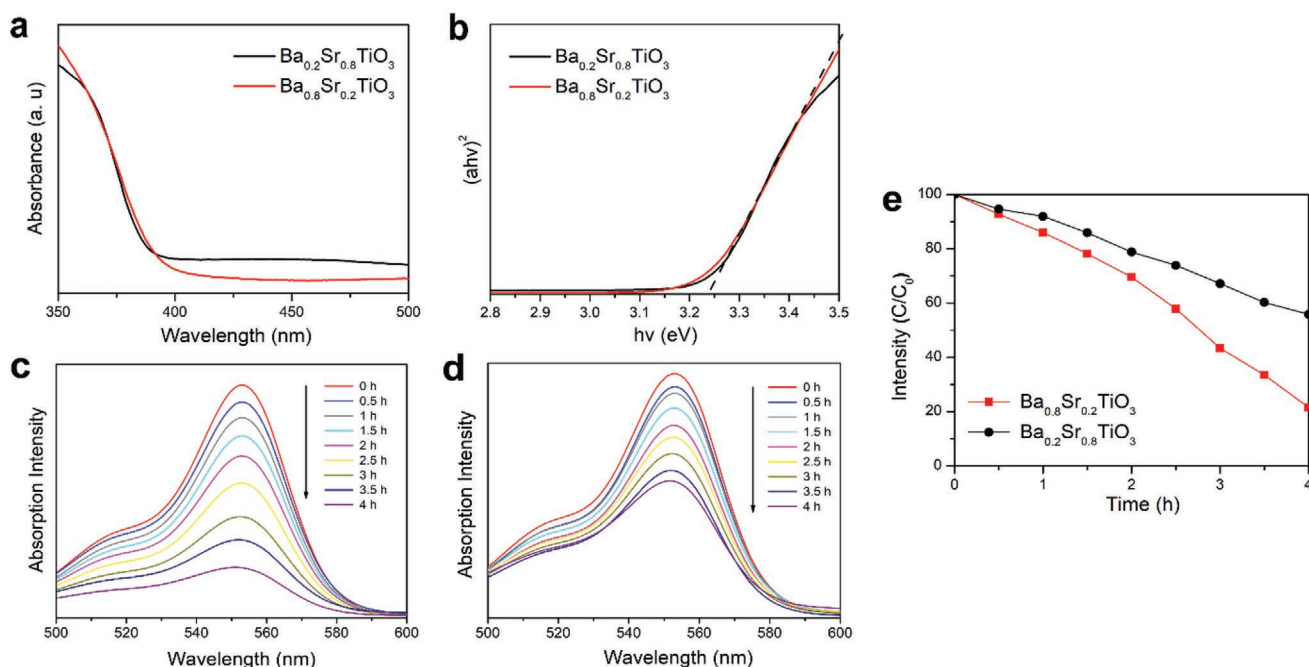 a
Absorbance (a. u)
Ba0.2Sr0.8TiO3
Ba0.8Sr0.2TiO3
350 400 450 500
Wavelength (nm)
b
(ahv)2
Ba0.2Sr0.8TiO3
Ba0.8Sr0.2TiO3
2.8 2.9 3.0 3.1 3.2 3.3 3.4 3.5
hv (eV)
c
Absorption Intensity
0 h
0.5 h
1 h
1.5 h
2 h
2.5 h
3 h
3.5 h
4 h
500 520 540 560 580 600
Wavelength (nm)
d
Absorption Intensity
0 h
0.5 h
1 h
1.5 h
2 h
2.5 h
3 h
3.5 h
4 h
500 520 540 560 580 600
Wavelength (nm)
e
Intensity (C/C0)
100
80
60
40
20
0
Ba0.8Sr0.2TiO3
Ba0.2Sr0.8TiO3
0 1 2 3 4
Time (h)